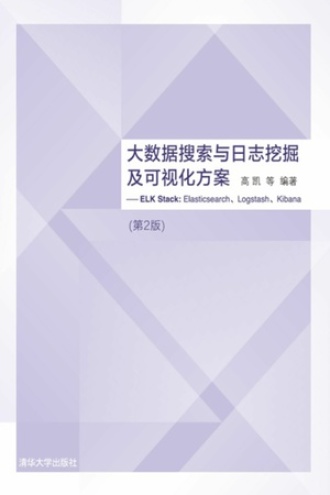 大数据搜索与日志挖掘
及可视化方案 高凯 等 编著
—— ELK Stack: Elasticsearch、Logstash、Kibana
(第2版)
清华大学出版社